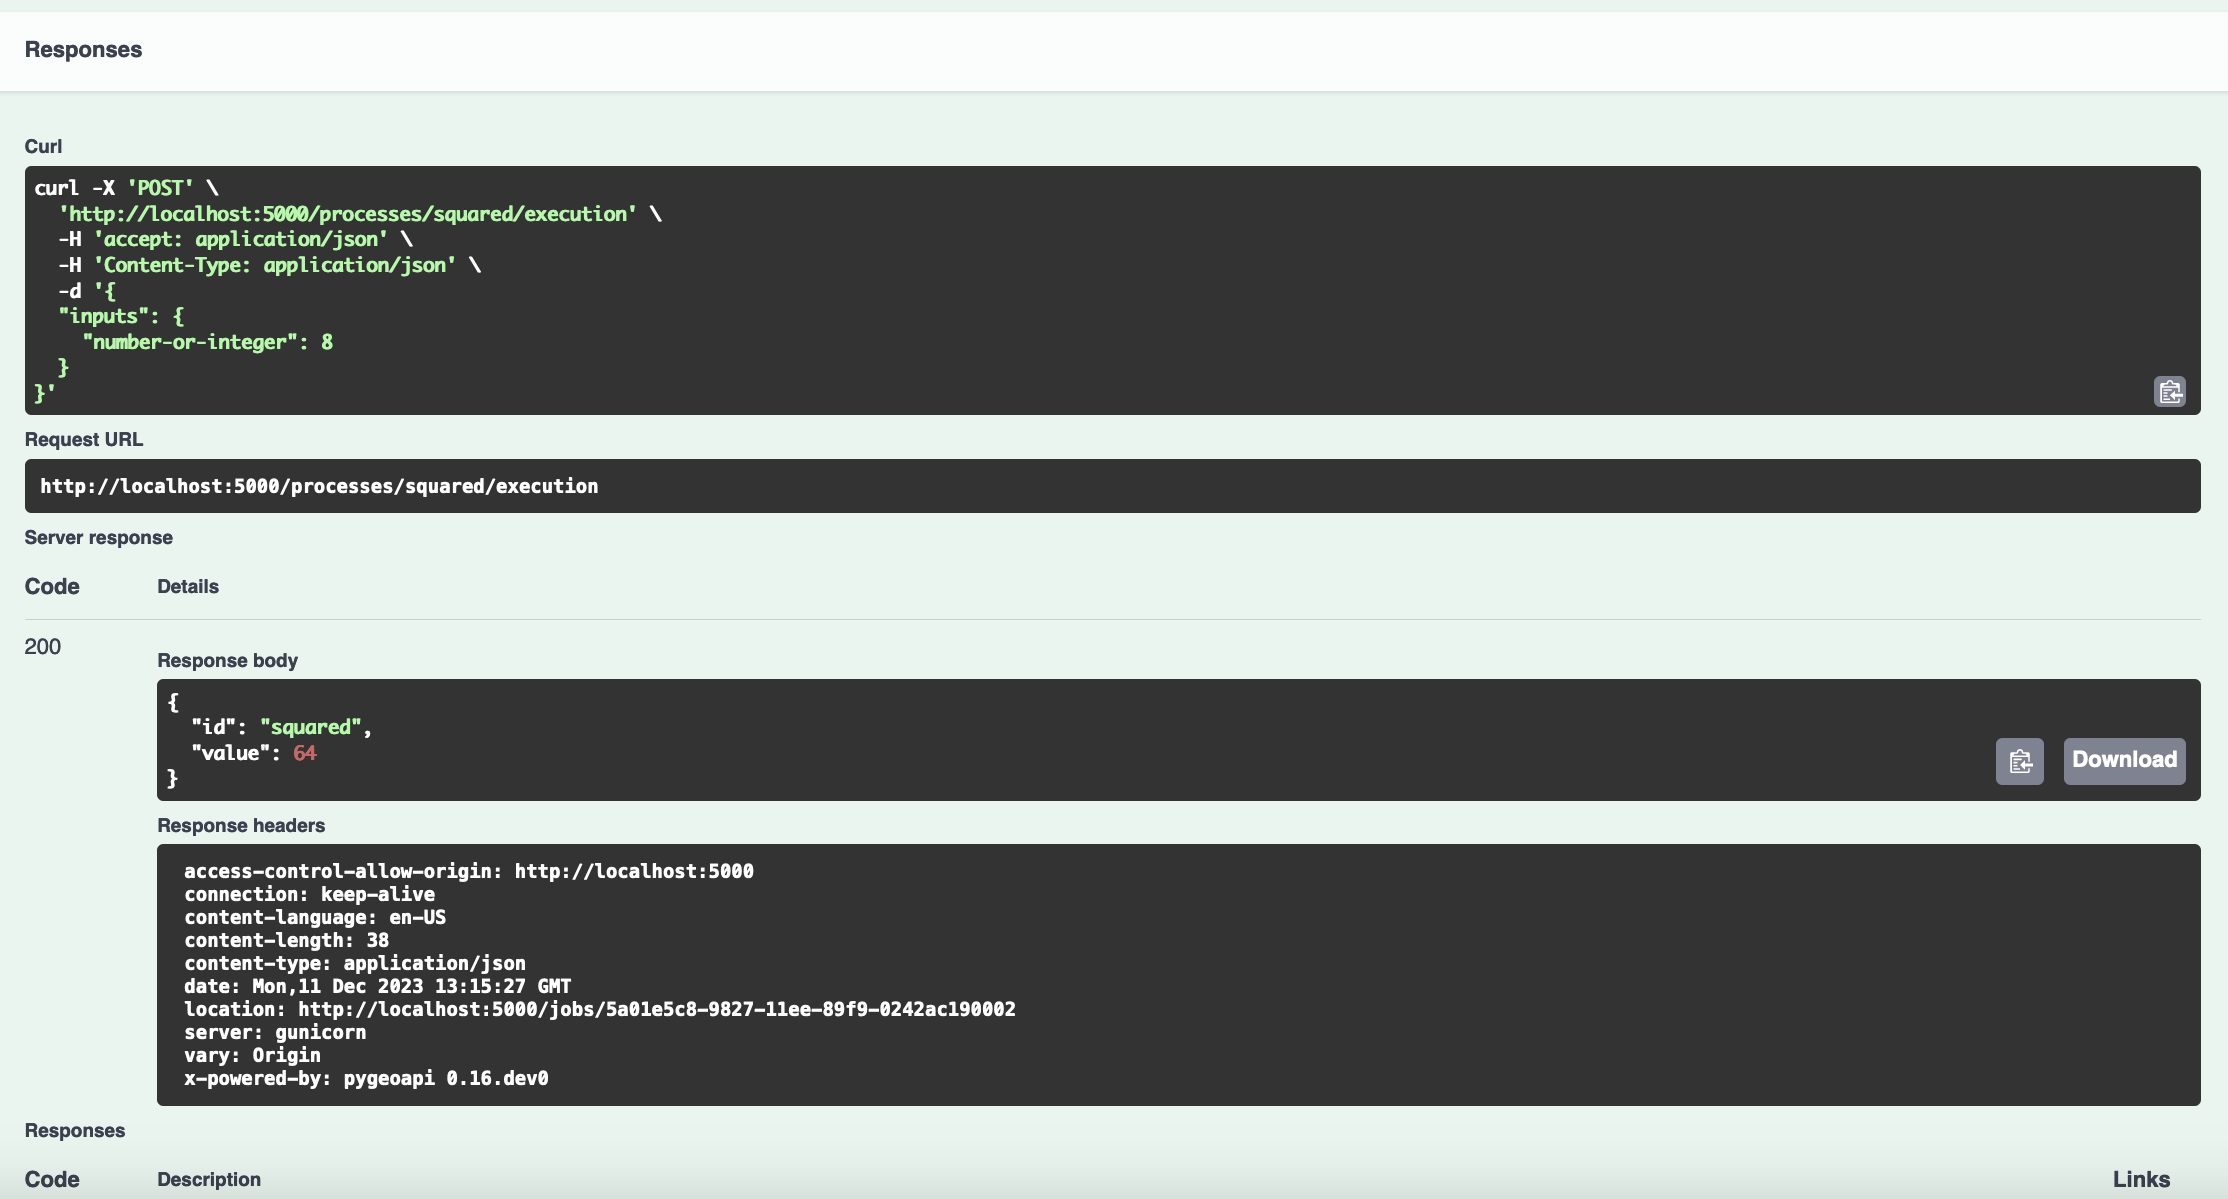 Responses
Curl
curl -X 'POST' \
  'http://localhost:5000/processes/squared/execution' \
  -H 'accept: application/json' \
  -H 'Content-Type: application/json' \
  -d '{
  "inputs": {
    "number-or-integer": 8
  }
}'
Request URL
http://localhost:5000/processes/squared/execution
Server response
Code Details
200
Response body
{
  "id": "squared",
  "value": 64
}
Download
Response headers
access-control-allow-origin: http://localhost:5000
connection: keep-alive
content-language: en-US
content-length: 38
content-type: application/json
date: Mon,11 Dec 2023 13:15:27 GMT
location: http://localhost:5000/jobs/5a01e5c8-9827-11ee-89f9-0242ac190002
server: gunicorn
vary: Origin
x-powered-by: pygeoapi 0.16.dev0
Responses
Code Description Links